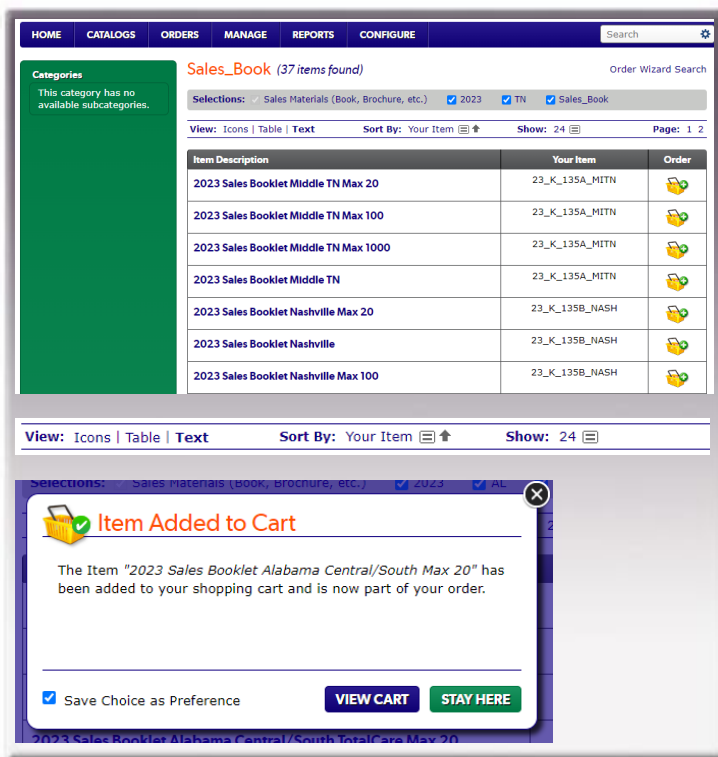 HOME CATALOGS ORDERS MANAGE REPORTS CONFIGURE Search
Categories
This category has no
available subcategories.
Sales_Book (37 items found)
Order Wizard Search
Selections: Sales Materials (Book, Brochure, etc.) 2023 TN Sales_Book
View: Icons | Table | Text Sort By: Your Item Show: 24 Page: 1 2
Item Description Your Item Order
2023 Sales Booklet Middle TN Max 20 23_K_135A_MITN
2023 Sales Booklet Middle TN Max 100 23_K_135A_MITN
2023 Sales Booklet Middle TN Max 1000 23_K_135A_MITN
2023 Sales Booklet Middle TN 23_K_135A_MITN
2023 Sales Booklet Nashville Max 20 23_K_135B_NASH
2023 Sales Booklet Nashville 23_K_135B_NASH
2023 Sales Booklet Nashville Max 100 23_K_135B_NASH
View: Icons | Table | Text Sort By: Your Item Show: 24
Selections: Sales Materials (Book, Brochure, etc.) 2023 AL
2
Item Added to Cart
The Item "2023 Sales Booklet Alabama Central/South Max 20" has
been added to your shopping cart and is now part of your order.
Save Choice as Preference VIEW CART STAY HERE
2023 Sales Booklet Alabama Central/South TotalCare Max 20